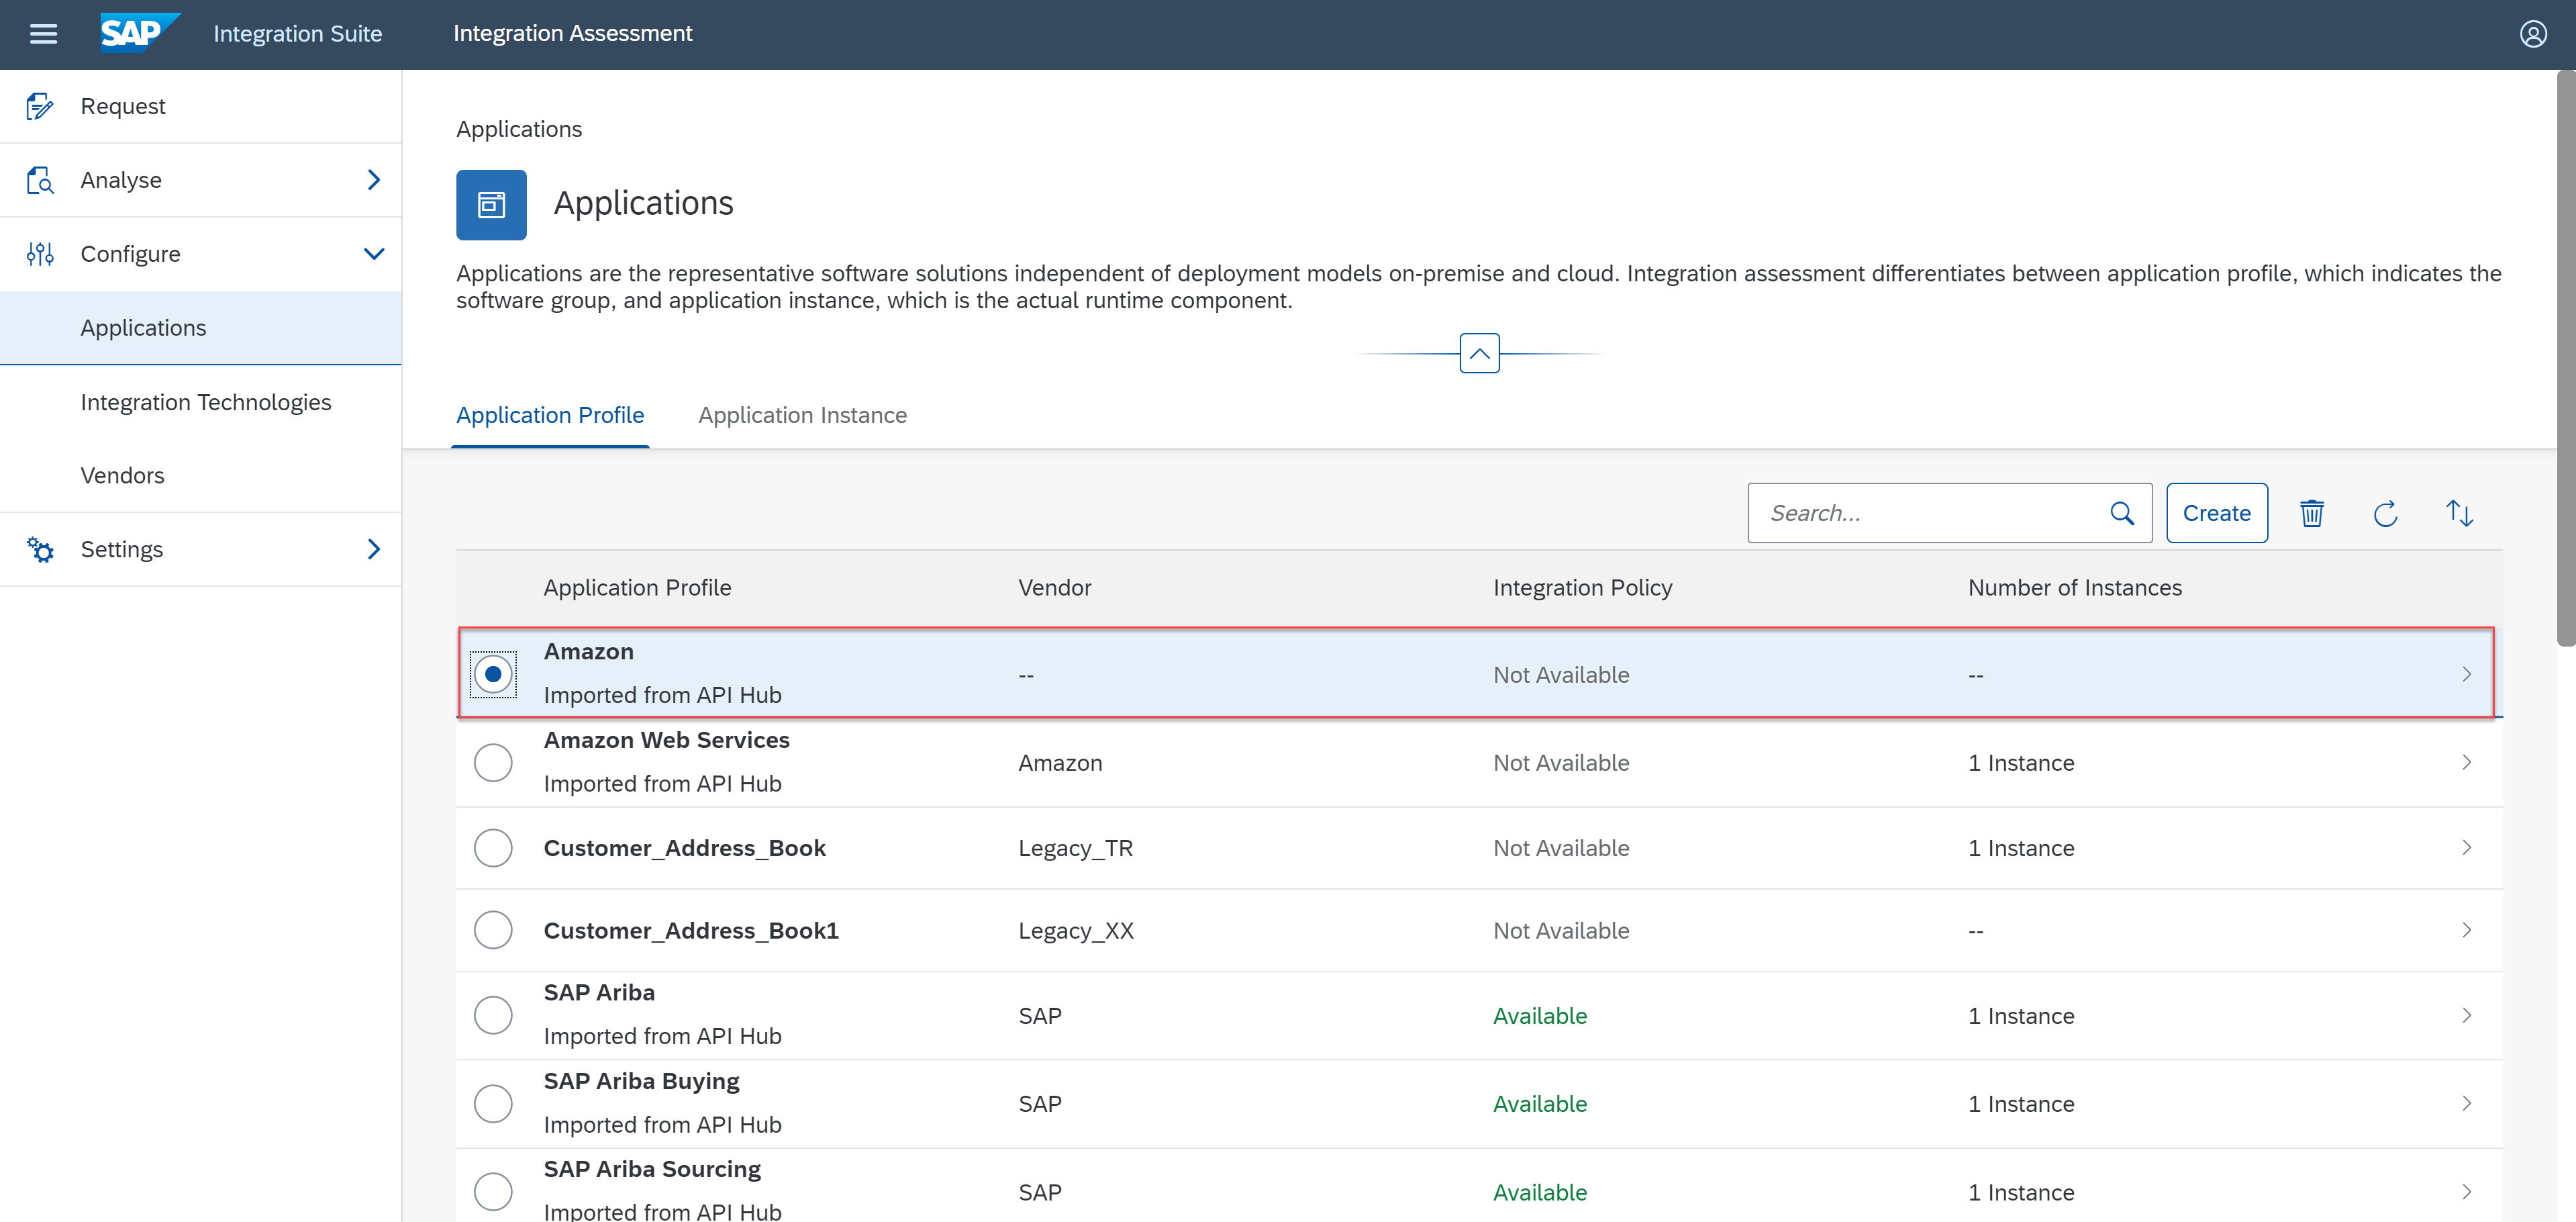 SAP Integration Suite Integration Assessment
Request
Analyse
Configure
Applications
Integration Technologies
Vendors
Settings
Applications
Applications
Applications are the representative software solutions independent of deployment models on-premise and cloud. Integration assessment differentiates between application profile, which indicates the
software group, and application instance, which is the actual runtime component.
Application Profile Application Instance
Search... Create
Application Profile Vendor Integration Policy Number of Instances
Amazon
Imported from API Hub -- Not Available --
Amazon Web Services
Imported from API Hub Amazon Not Available 1 Instance
Customer_Address_Book Legacy_TR Not Available 1 Instance
Customer_Address_Book1 Legacy_XX Not Available --
SAP Ariba
Imported from API Hub SAP Available 1 Instance
SAP Ariba Buying
Imported from API Hub SAP Available 1 Instance
SAP Ariba Sourcing
Imported from API Hub SAP Available 1 Instance